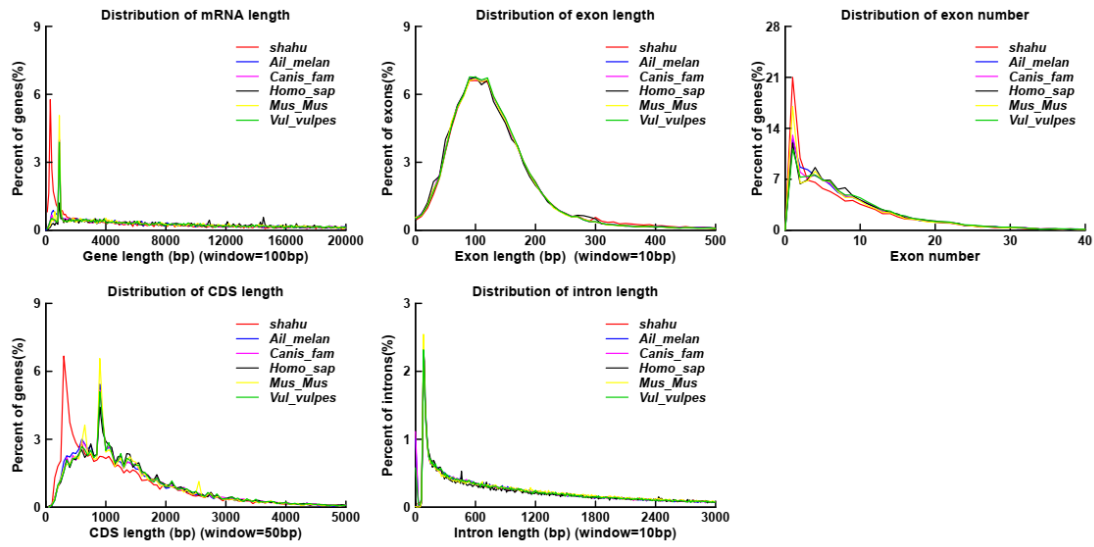 Distribution of mRNA length
9
6
3
0
Percent of genes(%)
shahu
Ail_melan
Canis_fam
Homo_sap
Mus_Mus
Vul_vulpes
0 4000 8000 12000 16000 20000
Gene length (bp) (window=100bp)
Distribution of exon length
9
6
3
0
Percent of exons(%)
shahu
Ail_melan
Canis_fam
Homo_sap
Mus_Mus
Vul_vulpes
0 100 200 300 400 500
Exon length (bp) (window=10bp)
Distribution of exon number
28
21
14
7
0
Percent of genes(%)
shahu
Ail_melan
Canis_fam
Homo_sap
Mus_Mus
Vul_vulpes
0 10 20 30 40
Exon number
Distribution of CDS length
9
6
3
0
Percent of genes(%)
shahu
Ail_melan
Canis_fam
Homo_sap
Mus_Mus
Vul_vulpes
0 1000 2000 3000 4000 5000
CDS length (bp) (window=50bp)
Distribution of intron length
3
2
1
0
Percent of introns(%)
shahu
Ail_melan
Canis_fam
Homo_sap
Mus_Mus
Vul_vulpes
0 600 1200 1800 2400 3000
Intron length (bp) (window=10bp)